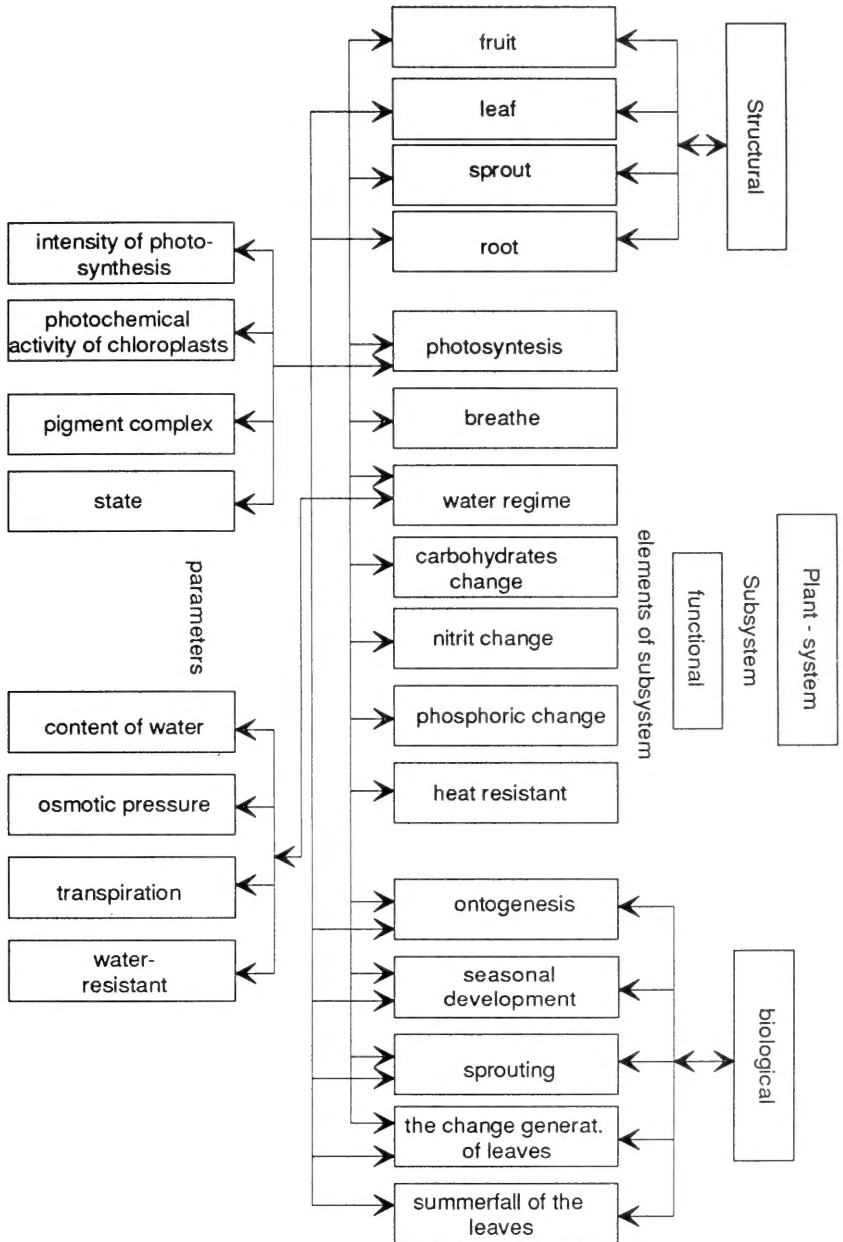 Plant - system
Subsystem
Structural
functional
biological
elements of subsystem
fruit
leaf
sprout
root
photosyntesis
breathe
water regime
carbohydrates
change
nitrit change
phosphoric change
heat resistant
ontogenesis
seasonal
development
sprouting
the change generat.
of leaves
summerfall of the
leaves
parameters
intensity of photo-
synthesis
photochemical
activity of chloroplasts
pigment complex
state
content of water
osmotic pressure
transpiration
water-
resistant